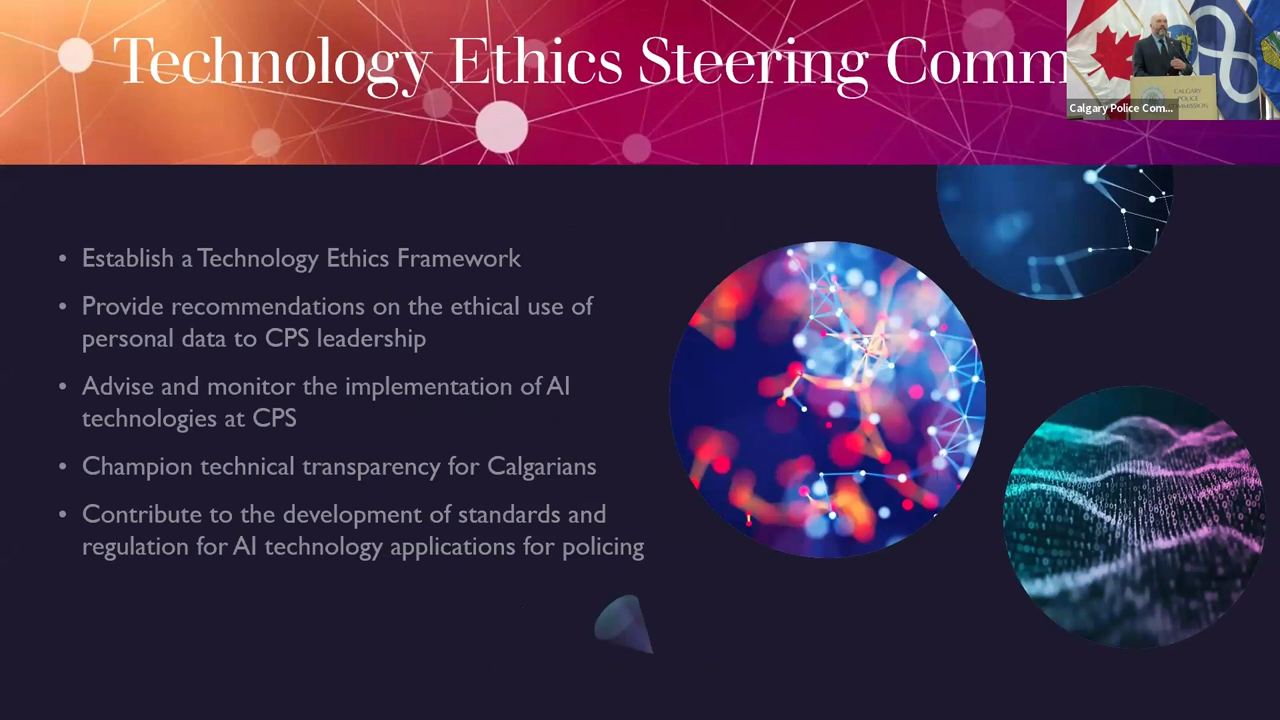 Technology Ethics Steering Comm
Calgary Police Com...
CALGARY
POLICE
• Establish a Technology Ethics Framework
• Provide recommendations on the ethical use of
personal data to CPS leadership
• Advise and monitor the implementation of AI
technologies at CPS
• Champion technical transparency for Calgarians
• Contribute to the development of standards and
regulation for AI technology applications for policing